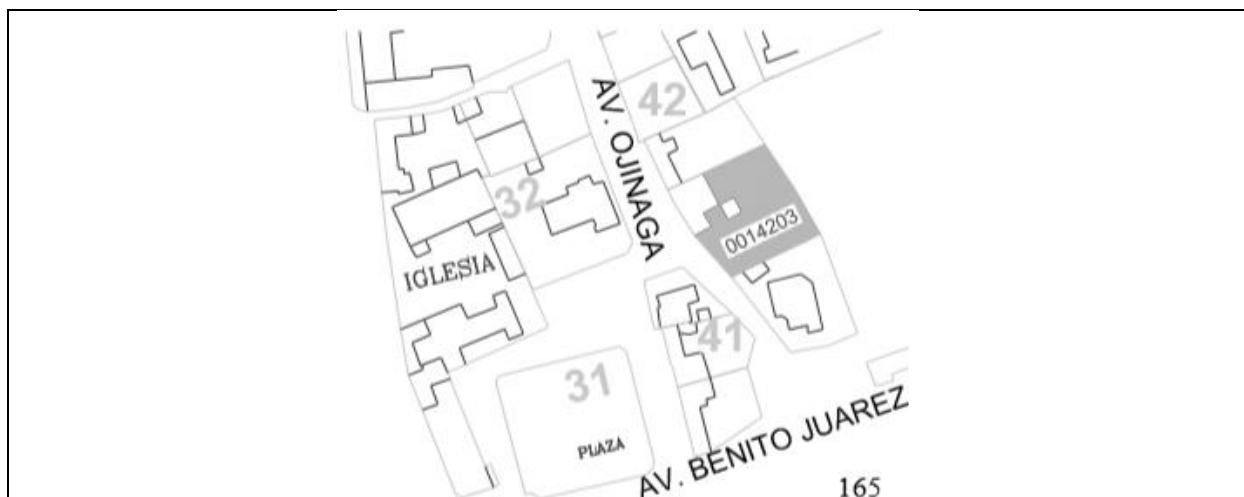 42
AV. OJINAGA
32
0014203
IGLESIA
41
31
PLAZA
AV. BENITO JUAREZ
165